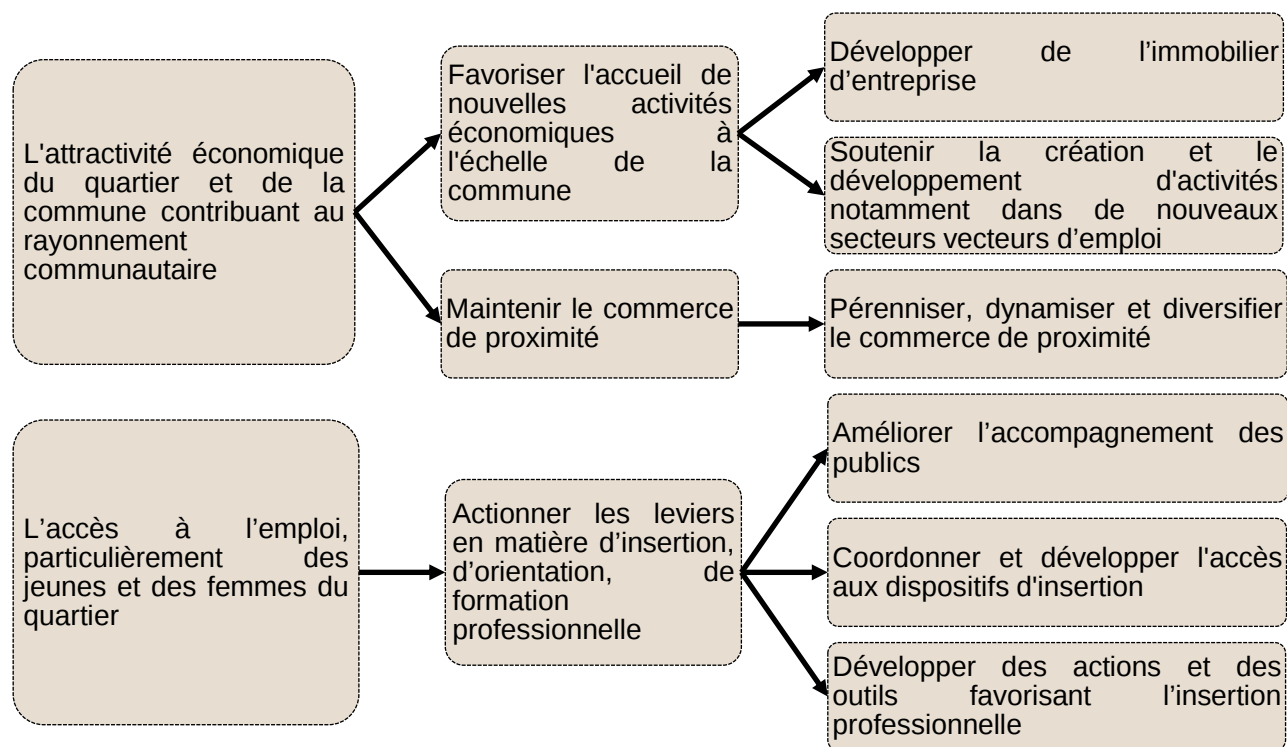 L'attractivité économique
du quartier et de la
commune contribuant au
rayonnement
communautaire
Favoriser l'accueil de
nouvelles activités
économiques à
l'échelle de la
commune
Développer de l’immobilier
d’entreprise
Soutenir la création et le
développement d'activités
notamment dans de nouveaux
secteurs vecteurs d’emploi
Maintenir le commerce
de proximité
Pérenniser, dynamiser et diversifier
le commerce de proximité
L’accès à l’emploi,
particulièrement des
jeunes et des femmes du
quartier
Actionner les leviers
en matière d’insertion,
d’orientation, de
formation
professionnelle
Améliorer l’accompagnement des
publics
Coordonner et développer l'accès
aux dispositifs d'insertion
Développer des actions et des
outils favorisant l’insertion
professionnelle